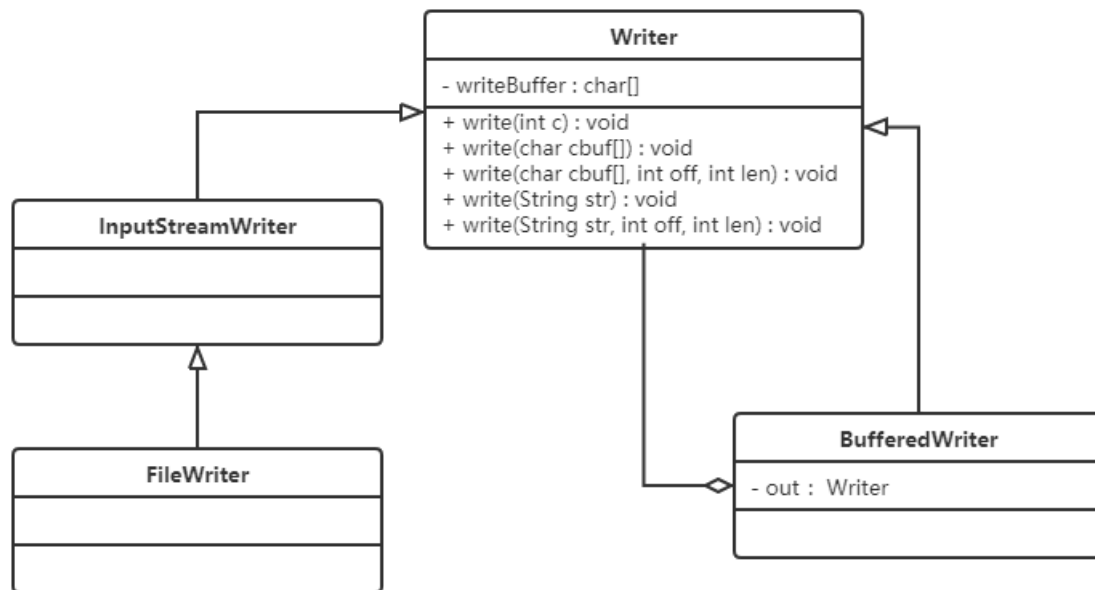 Writer
- writeBuffer : char[]
+ write(int c) : void
+ write(char cbuf[]) : void
+ write(char cbuf[], int off, int len) : void
+ write(String str) : void
+ write(String str, int off, int len) : void
InputStreamWriter
FileWriter
BufferedWriter
- out : Writer